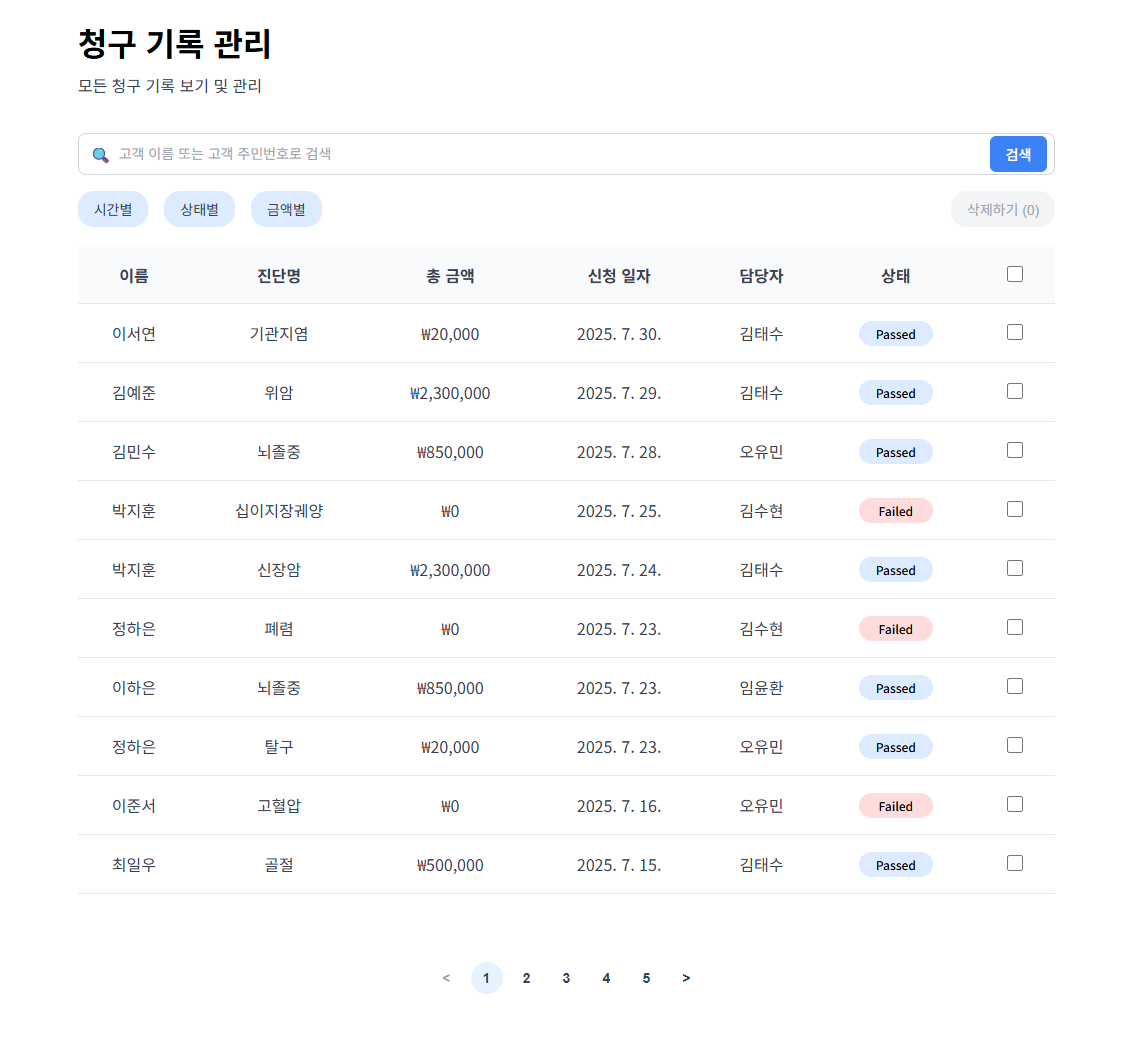 청구 기록 관리
모든 청구 기록 보기 및 관리
고객 이름 또는 고객 주민번호로 검색 검색
시간별 상태별 금액별 삭제하기 (0)
이름 진단명 총 금액 신청 일자 담당자 상태
이서연 기관지염 ₩20,000 2025. 7. 30. 김태수 Passed
김예준 위암 ₩2,300,000 2025. 7. 29. 김태수 Passed
김민수 뇌졸중 ₩850,000 2025. 7. 28. 오유민 Passed
박지훈 십이지장궤양 ₩0 2025. 7. 25. 김수현 Failed
박지훈 신장암 ₩2,300,000 2025. 7. 24. 김태수 Passed
정하은 폐렴 ₩0 2025. 7. 23. 김수현 Failed
이하은 뇌졸중 ₩850,000 2025. 7. 23. 임윤환 Passed
정하은 탈구 ₩20,000 2025. 7. 23. 오유민 Passed
이준서 고혈압 ₩0 2025. 7. 16. 오유민 Failed
최일우 골절 ₩500,000 2025. 7. 15. 김태수 Passed
< 1 2 3 4 5 >